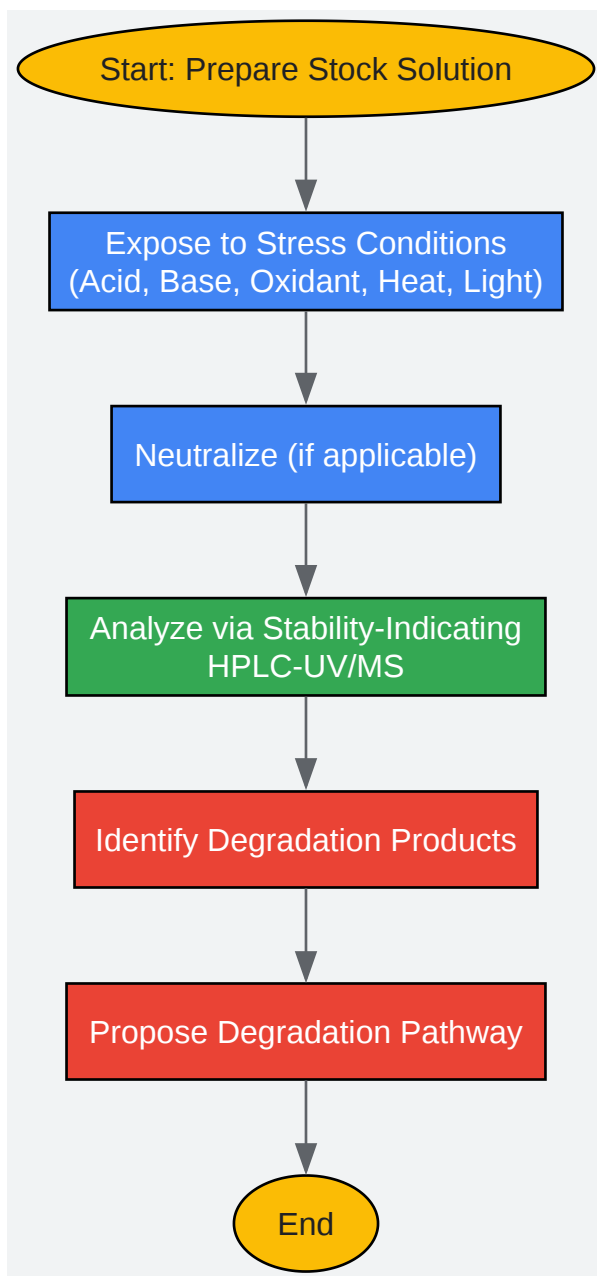 Start: Prepare Stock Solution
Expose to Stress Conditions
(Acid, Base, Oxidant, Heat, Light)
Neutralize (if applicable)
Analyze via Stability-Indicating
HPLC-UV/MS
Identify Degradation Products
Propose Degradation Pathway
End